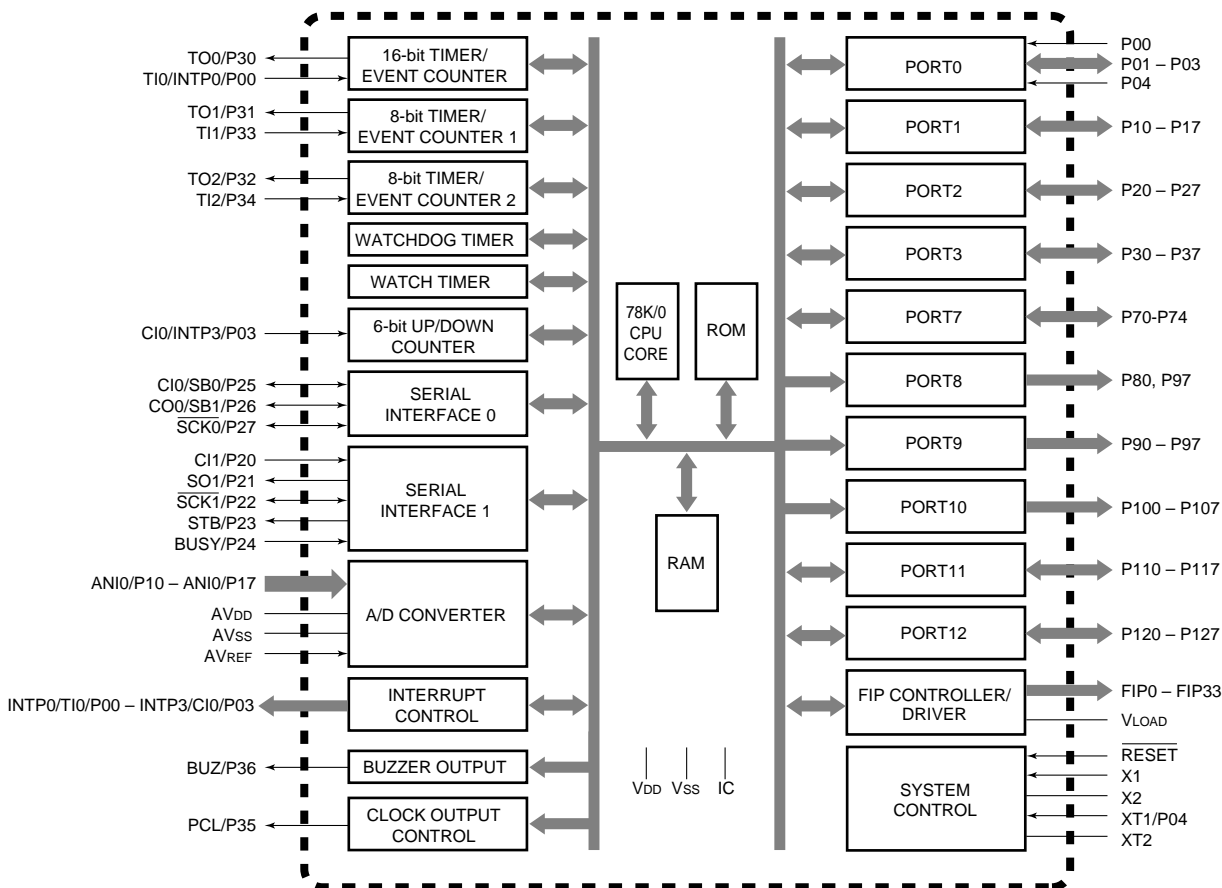 TO0/P30
TI0/INTP0/P00
16-bit TIMER/
EVENT COUNTER
TO1/P31
TI1/P33
8-bit TIMER/
EVENT COUNTER 1
TO2/P32
TI2/P34
8-bit TIMER/
EVENT COUNTER 2
WATCHDOG TIMER
WATCH TIMER
CI0/INTP3/P03
6-bit UP/DOWN
COUNTER
CI0/SB0/P25
CO0/SB1/P26
SCK0/P27
SERIAL
INTERFACE 0
CI1/P20
SO1/P21
SCK1/P22
STB/P23
BUSY/P24
SERIAL
INTERFACE 1
ANI0/P10 – ANI0/P17
AVDD
AVSS
AVREF
A/D CONVERTER
INTP0/TI0/P00 – INTP3/CI0/P03
INTERRUPT
CONTROL
BUZ/P36
BUZZER OUTPUT
PCL/P35
CLOCK OUTPUT
CONTROL
78K/0
CPU
CORE
ROM
RAM
VDD VSS IC
PORT0
P00
P01 – P03
P04
PORT1
P10 – P17
PORT2
P20 – P27
PORT3
P30 – P37
PORT7
P70-P74
PORT8
P80, P97
PORT9
P90 – P97
PORT10
P100 – P107
PORT11
P110 – P117
PORT12
P120 – P127
FIP CONTROLLER/
DRIVER
FIP0 – FIP33
VLOAD
SYSTEM
CONTROL
RESET
X1
X2
XT1/P04
XT2